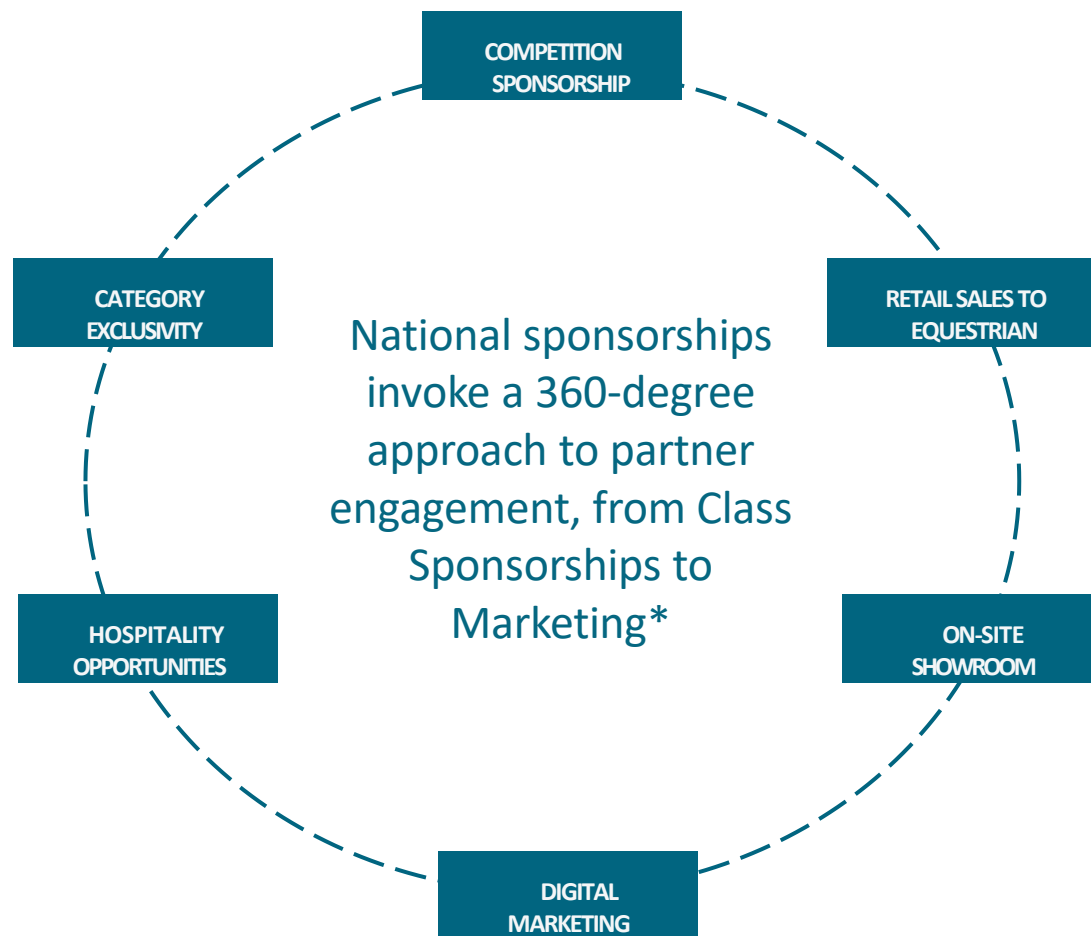 COMPETITION
SPONSORSHIP
CATEGORY
EXCLUSIVITY
RETAIL SALES TO
EQUESTRIAN
National sponsorships
invoke a 360-degree
approach to partner
engagement, from Class
Sponsorships to
Marketing*
HOSPITALITY
OPPORTUNITIES
ON-SITE
SHOWROOM
DIGITAL
MARKETING